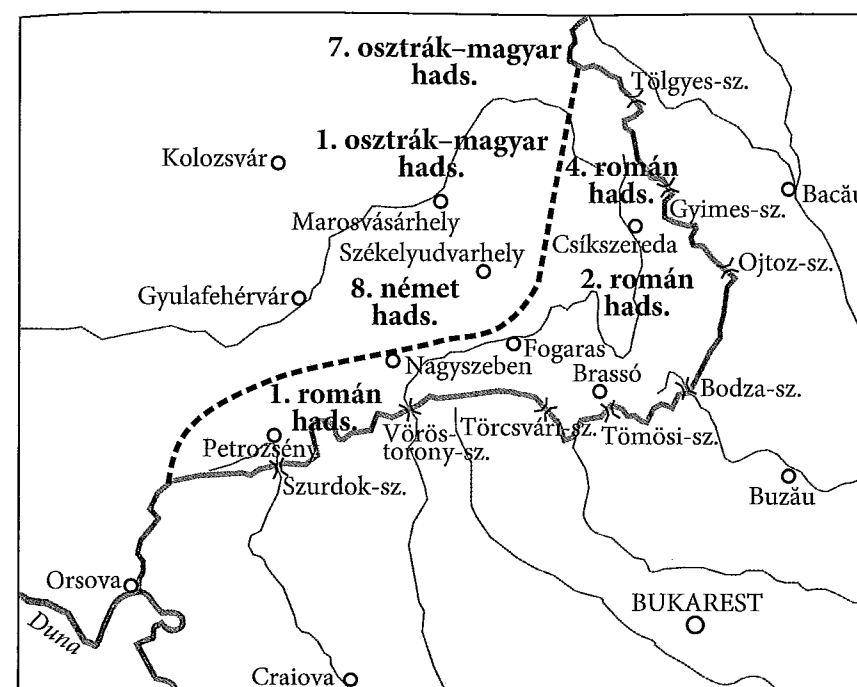 7. osztrák–magyar
hads.
Tölgyes-sz.
1. osztrák–magyar
hads.
Kolozsvár
4. román
hads.
Bacău
Marosvásárhely
Gyimes-sz.
Székelyudvarhely
Csíkszereda
Ojtoz-sz.
Gyulafehérvár
8. német
hads.
2. román
hads.
Fogaras
Nagyszeben
Brassó
Bodza-sz.
1. román
hads.
Petrozsény
Vörös-
torony-sz.
Törcsvári-sz.
Tömösi-sz.
Szurdok-sz.
Buzău
Orsova
BUKAREST
Duna
Craiova